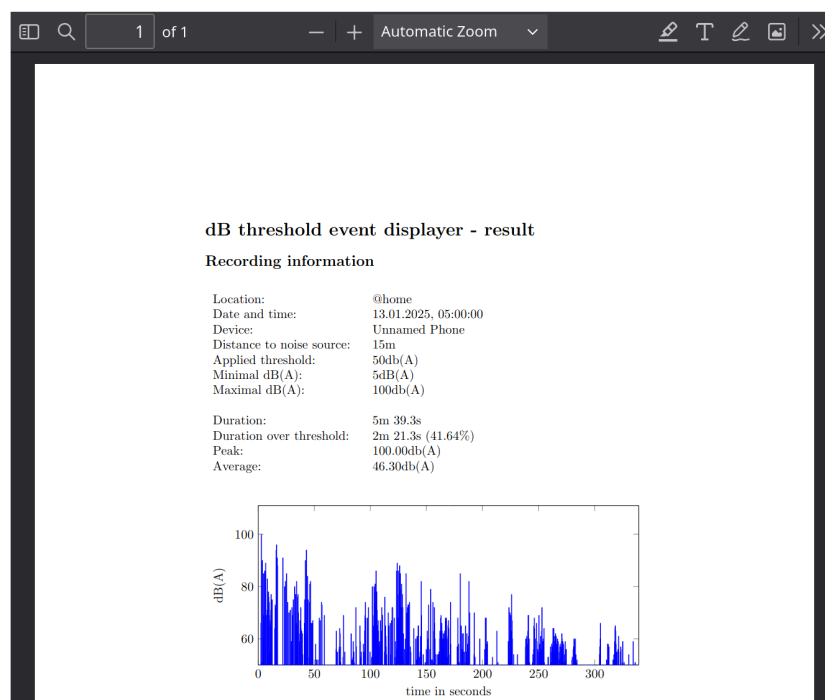 1 of 1 Automatic Zoom
dB threshold event displayer - result
Recording information
Location: @home
Date and time: 13.01.2025, 05:00:00
Device: Unnamed Phone
Distance to noise source: 15m
Applied threshold: 50db(A)
Minimal dB(A): 5dB(A)
Maximal dB(A): 100db(A)
Duration: 5m 39.3s
Duration over threshold: 2m 21.3s (41.64%)
Peak: 100.00db(A)
Average: 46.30db(A)
100
80
60
dB(A)
0 50 100 150 200 250 300
time in seconds